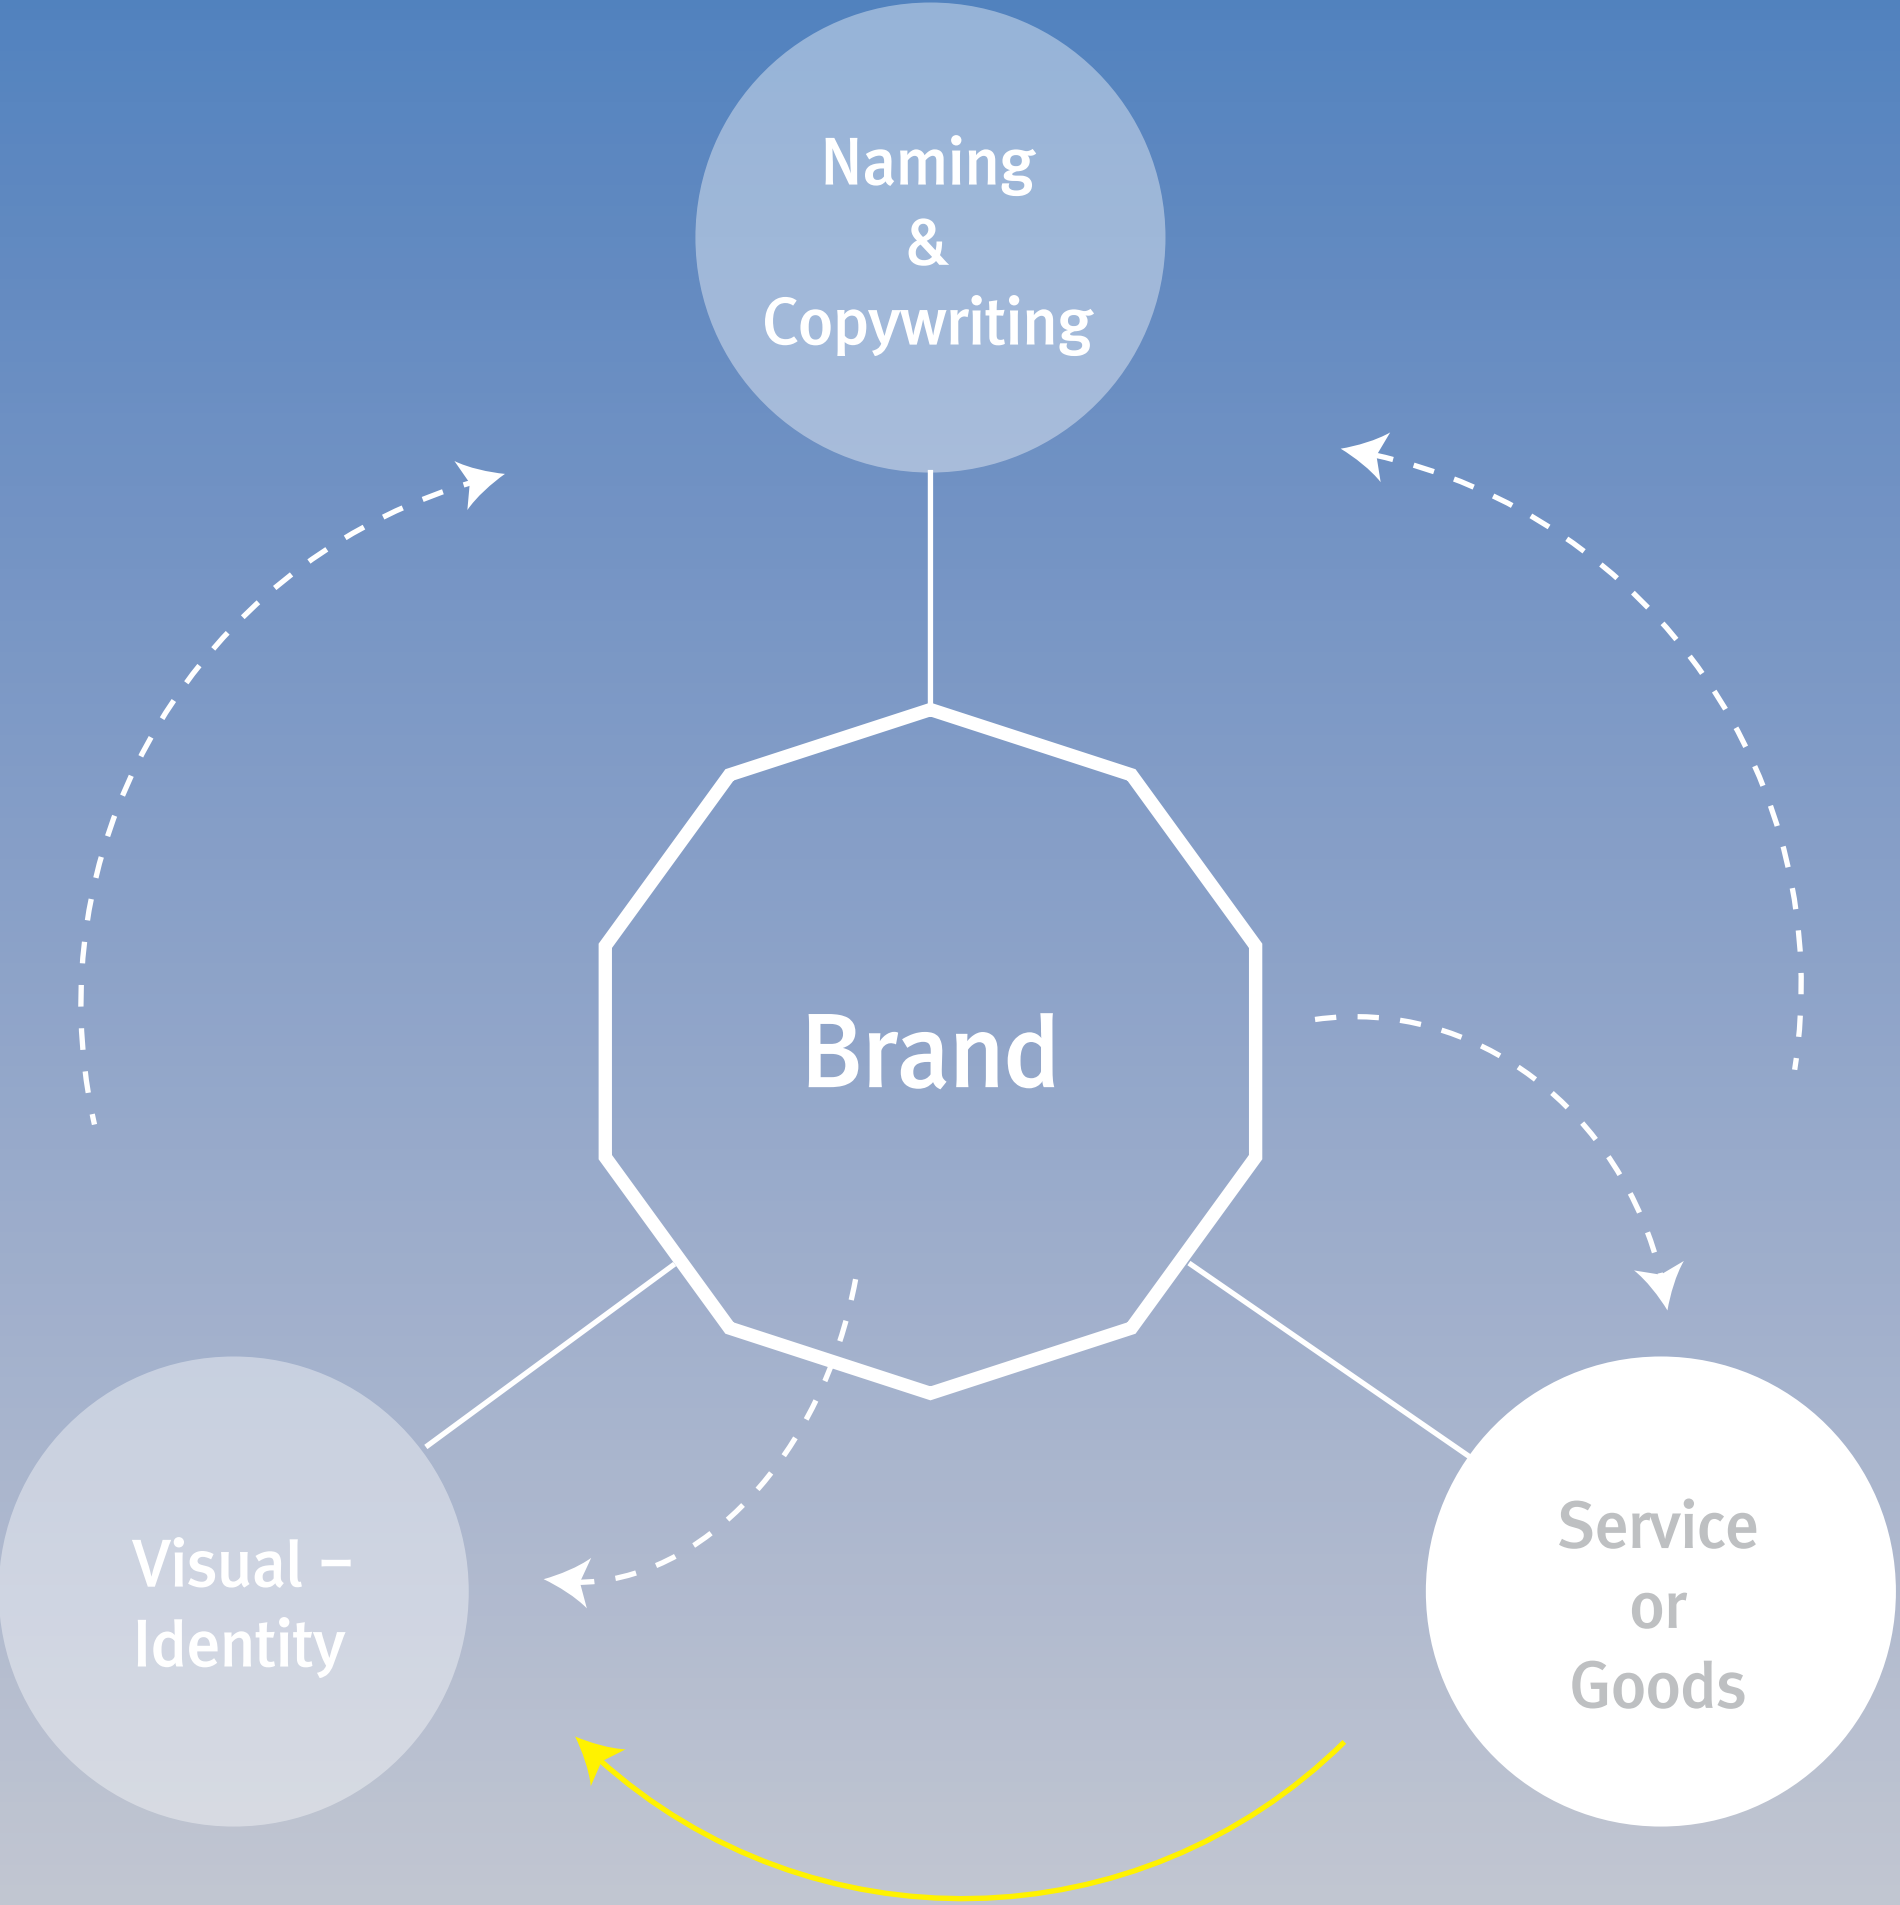 Naming
&
Copywriting
Brand
Visual –
Identity
Service
or
Goods